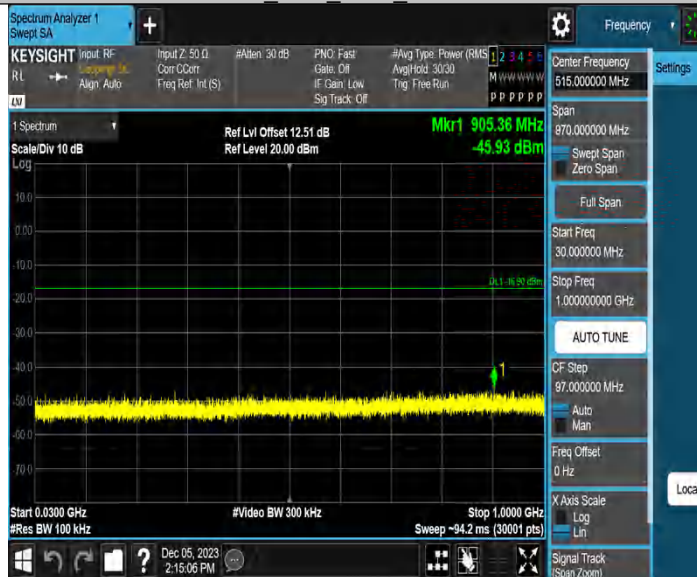 Spectrum Analyzer 1
Swept SA
Frequency
KEYSIGHT
RL
Input: RF
Coupling: DC
Align: Auto
Input Z: 50 Ω
Corr CCorr
Freq Ref: Int (S)
#Atten: 30 dB
PNO: Fast
Gate: Off
IF Gain: Low
Sig Track: Off
#Avg Type: Power (RMS
Avg|Hold: 30/30
Trig: Free Run
1 2 3 4 5 6
M W W W W W
P P P P P P
LXI
1 Spectrum
Scale/Div 10 dB
Log
Ref Lvl Offset 12.51 dB
Ref Level 20.00 dBm
Mkr1 905.36 MHz
-45.93 dBm
10.0
0.00
-10.0
-20.0
-30.0
-40.0
-50.0
-60.0
-70.0
DL1 -16.90 dBm
1
Start 0.0300 GHz
#Res BW 100 kHz
#Video BW 300 kHz
Stop 1.0000 GHz
Sweep ~94.2 ms (30001 pts)
Dec 05, 2023
2:15:06 PM
Center Frequency
515.000000 MHz
Settings
Span
970.000000 MHz
Swept Span
Zero Span
Full Span
Start Freq
30.000000 MHz
Stop Freq
1.000000000 GHz
AUTO TUNE
CF Step
97.000000 MHz
Auto
Man
Freq Offset
0 Hz
Loca
X Axis Scale
Log
Lin
Signal Track
(Span Zoom)